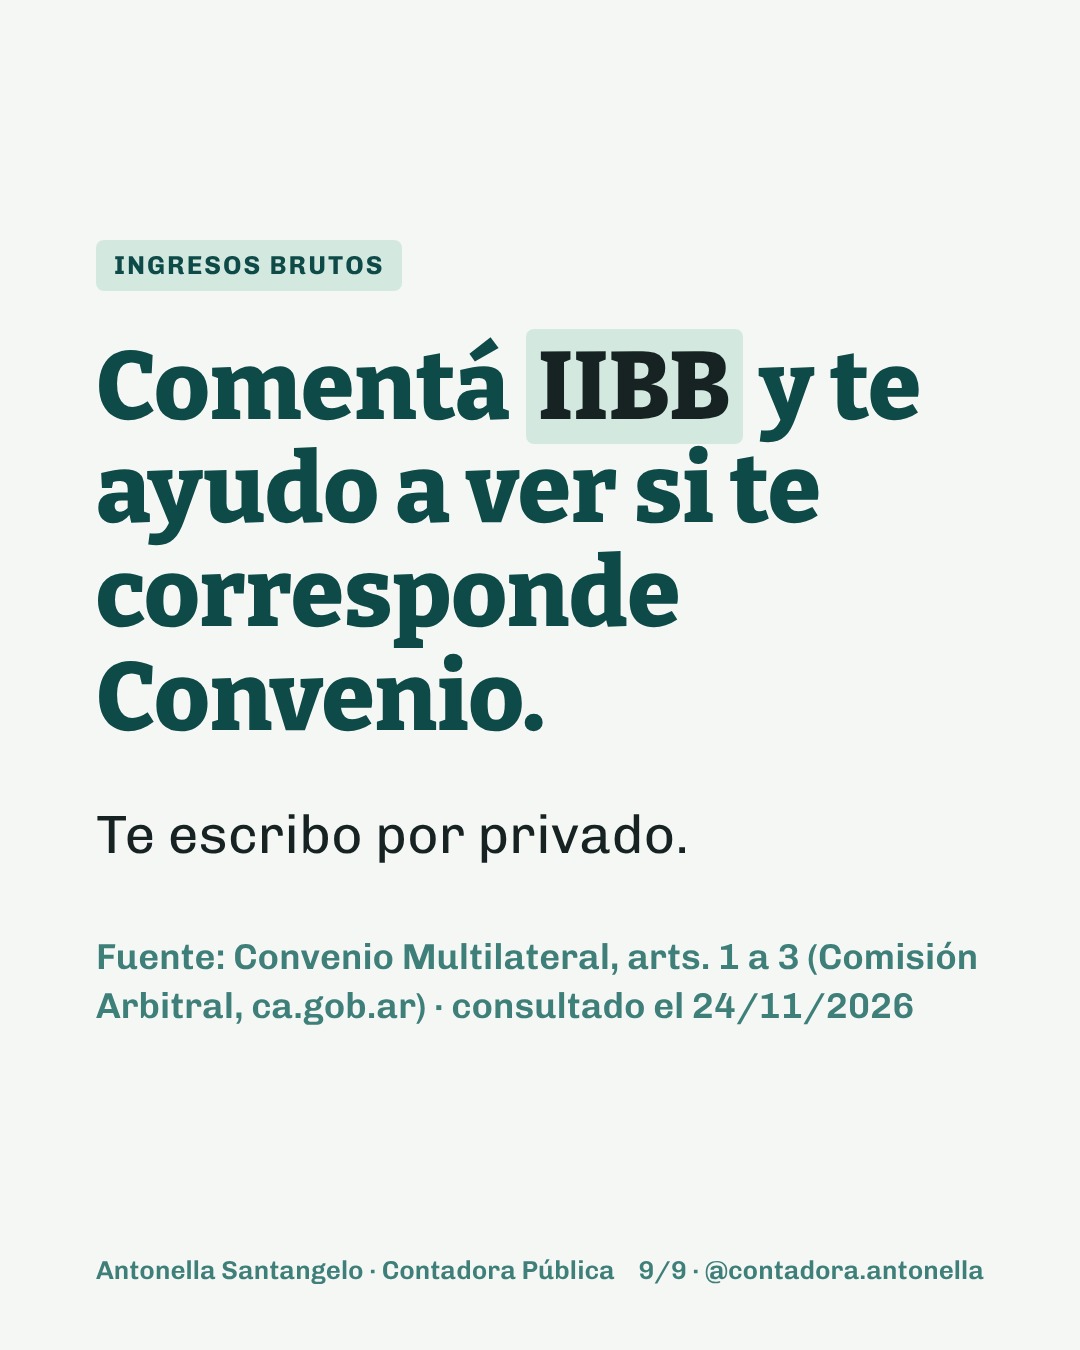 INGRESOS BRUTOS
Comentá IIBB y te
ayudo a ver si te
corresponde
Convenio.
Te escribo por privado.
Fuente: Convenio Multilateral, arts. 1 a 3 (Comisión
Arbitral, ca.gob.ar) · consultado el 24/11/2026
Antonella Santangelo · Contadora Pública 9/9 · @contadora.antonella